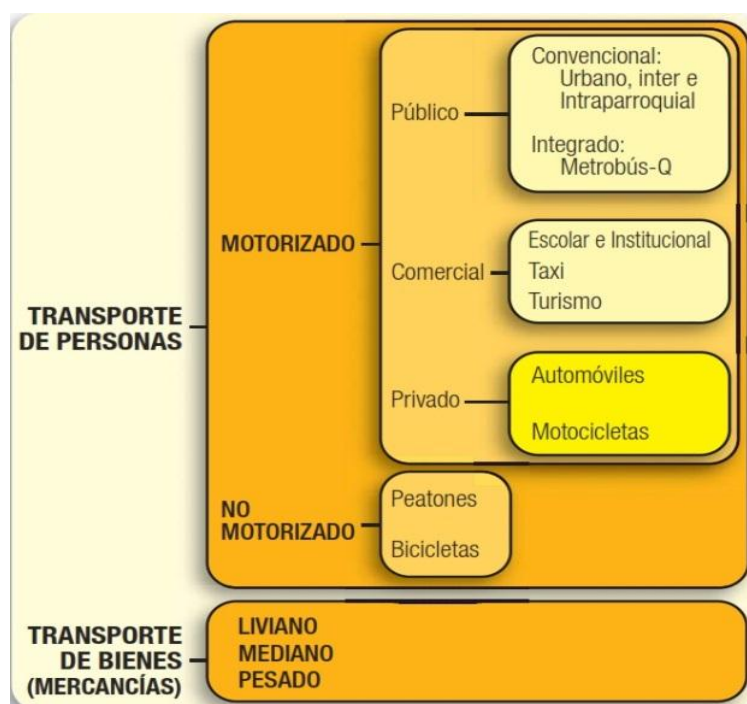 TRANSPORTE
DE PERSONAS
MOTORIZADO
Público
Convencional:
Urbano, inter e
Intraparroquial
Integrado:
Metrobús-Q
Comercial
Escolar e Institucional
Taxi
Turismo
Privado
Automóviles
Motocicletas
NO
MOTORIZADO
Peatones
Bicicletas
TRANSPORTE
DE BIENES
(MERCANCÍAS)
LIVIANO
MEDIANO
PESADO